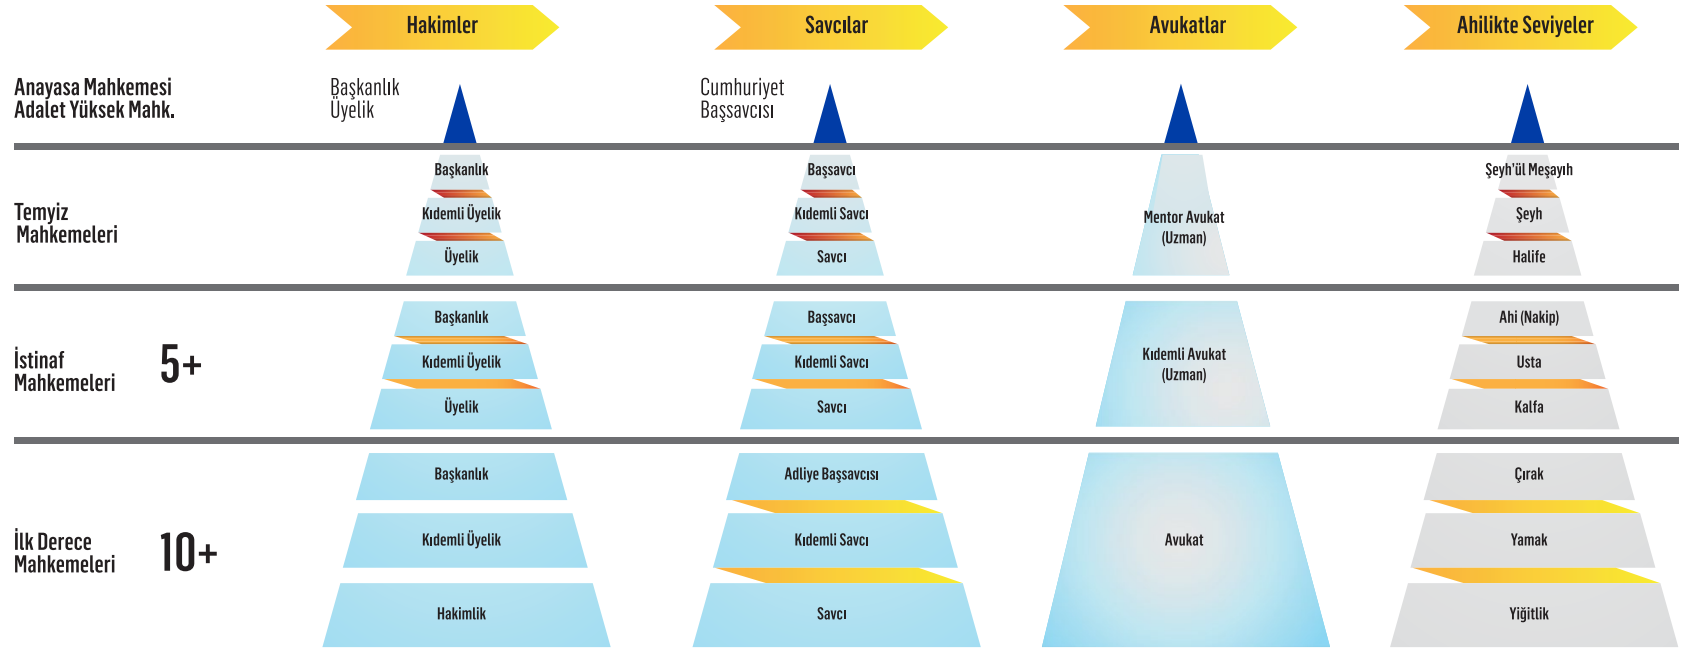 Hakimler
Savcılar
Avukatlar
Ahilikte Seviyeler
Anayasa Mahkemesi
Adalet Yüksek Mahk.
Başkanlık
Üyelik
Cumhuriyet
Başsavcısı
Temyiz
Mahkemeleri
Başkanlık
Kıdemli Üyelik
Üyelik
Başsavcı
Kıdemli Savcı
Savcı
Mentor Avukat
(Uzman)
Şeyh'ül Meşayıh
Şeyh
Halife
İstinaf
Mahkemeleri
5+
Başkanlık
Kıdemli Üyelik
Üyelik
Başsavcı
Kıdemli Savcı
Savcı
Kıdemli Avukat
(Uzman)
Ahi (Nakip)
Usta
Kalfa
İlk Derece
Mahkemeleri
10+
Başkanlık
Kıdemli Üyelik
Hakimlik
Adliye Başsavcısı
Kıdemli Savcı
Savcı
Avukat
Çırak
Yamak
Yiğitlik